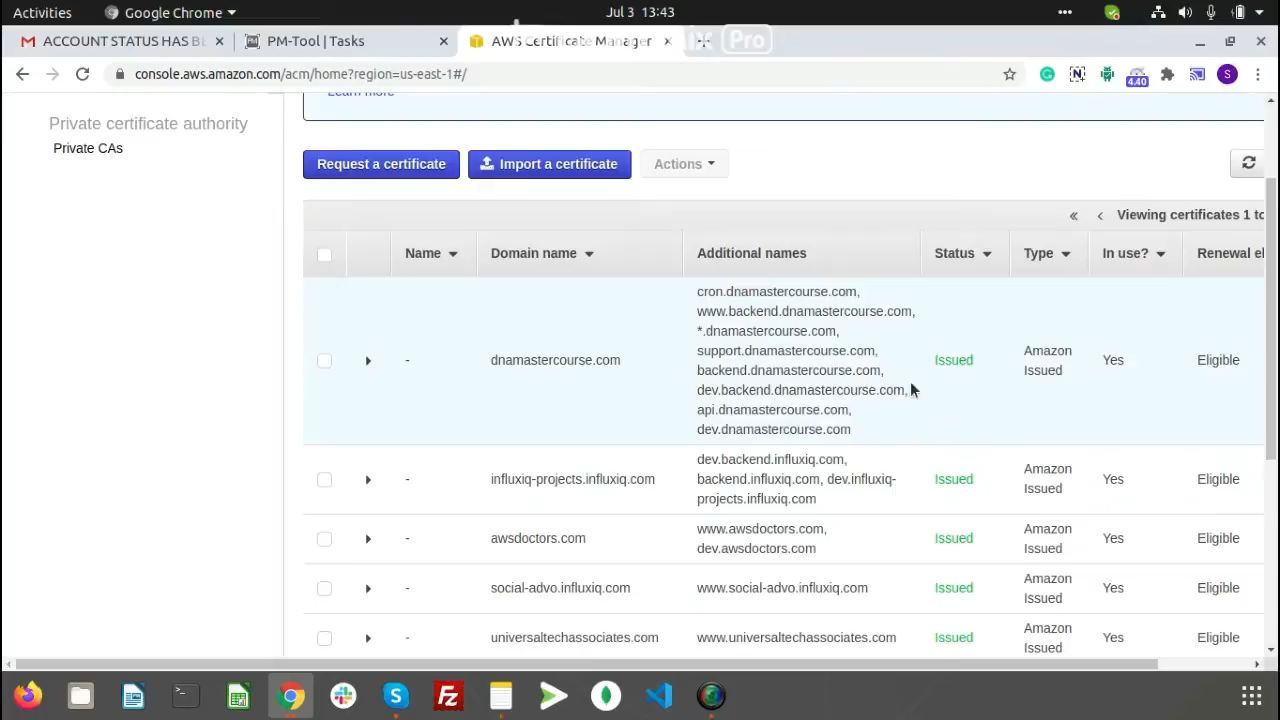 Activities
Google Chrome
Jul 3 13:43
ACCOUNT STATUS HAS BE
PM-Tool | Tasks
AWS Certificate Manager
Pro
console.aws.amazon.com/acm/home?region=us-east-1#/
S
4.40
Learn more
Private certificate authority
Private CAs
Request a certificate
Import a certificate
Actions
Viewing certificates 1 to
Name
Domain name
Additional names
Status
Type
In use?
Renewal el
-
dnamastercourse.com
cron.dnamastercourse.com,
www.backend.dnamastercourse.com,
*.dnamastercourse.com,
support.dnamastercourse.com,
backend.dnamastercourse.com,
dev.backend.dnamastercourse.com,
api.dnamastercourse.com,
dev.dnamastercourse.com
Issued
Amazon
Issued
Yes
Eligible
-
influxiq-projects.influxiq.com
dev.backend.influxiq.com,
backend.influxiq.com, dev.influxiq-
projects.influxiq.com
Issued
Amazon
Issued
Yes
Eligible
-
awsdoctors.com
www.awsdoctors.com,
dev.awsdoctors.com
Issued
Amazon
Issued
Yes
Eligible
-
social-advo.influxiq.com
www.social-advo.influxiq.com
Issued
Amazon
Issued
Yes
Eligible
-
universaltechassociates.com
www.universaltechassociates.com
Issued
Amazon
Issued
Yes
Eligible